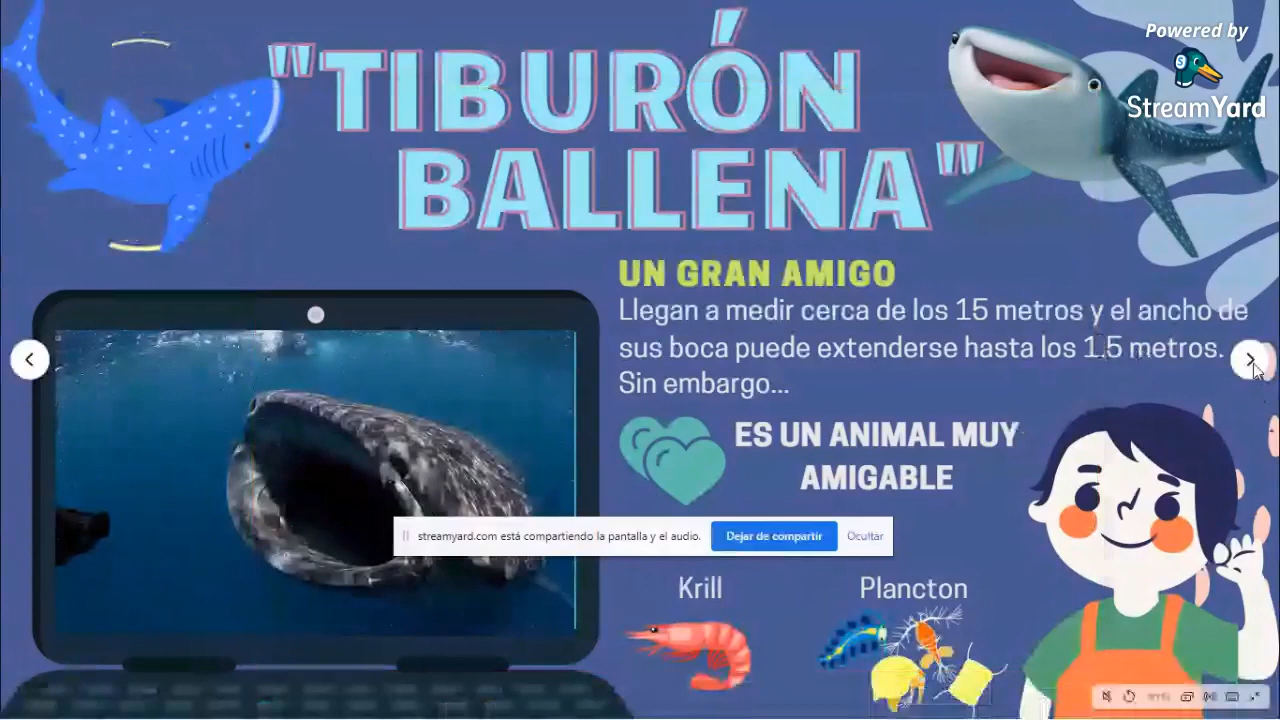 Powered by
StreamYard
"TIBURÓN
BALLENA"
UN GRAN AMIGO
Llegan a medir cerca de los 15 metros y el ancho de
sus boca puede extenderse hasta los 1.5 metros.
Sin embargo...
ES UN ANIMAL MUY
AMIGABLE
streamyard.com está compartiendo la pantalla y el audio.
Dejar de compartir
Ocultar
Krill
Plancton